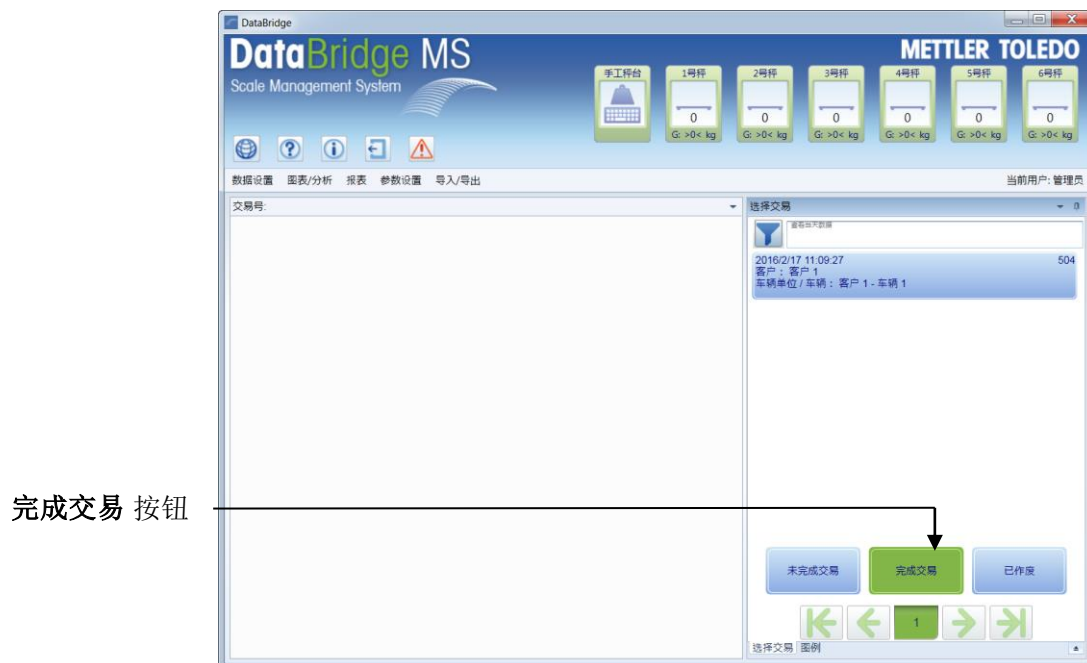 DataBridge
DataBridge MS
METTLER TOLEDO
Scale Management System
手工秤台
1号秤
2号秤
3号秤
4号秤
5号秤
6号秤
0
0
0
0
0
0
G: >0< kg
G: >0< kg
G: >0< kg
G: >0< kg
G: >0< kg
G: >0< kg
数据设置 图表/分析 报表 参数设置 导入/导出
当前用户: 管理员
交易号:
选择交易
查看当天数据
2016/2/17 11:09:27 504
客户： 客户 1
车辆单位 / 车辆： 客户 1 - 车辆 1
完成交易 按钮
未完成交易
完成交易
已作废
1
选择交易 图例